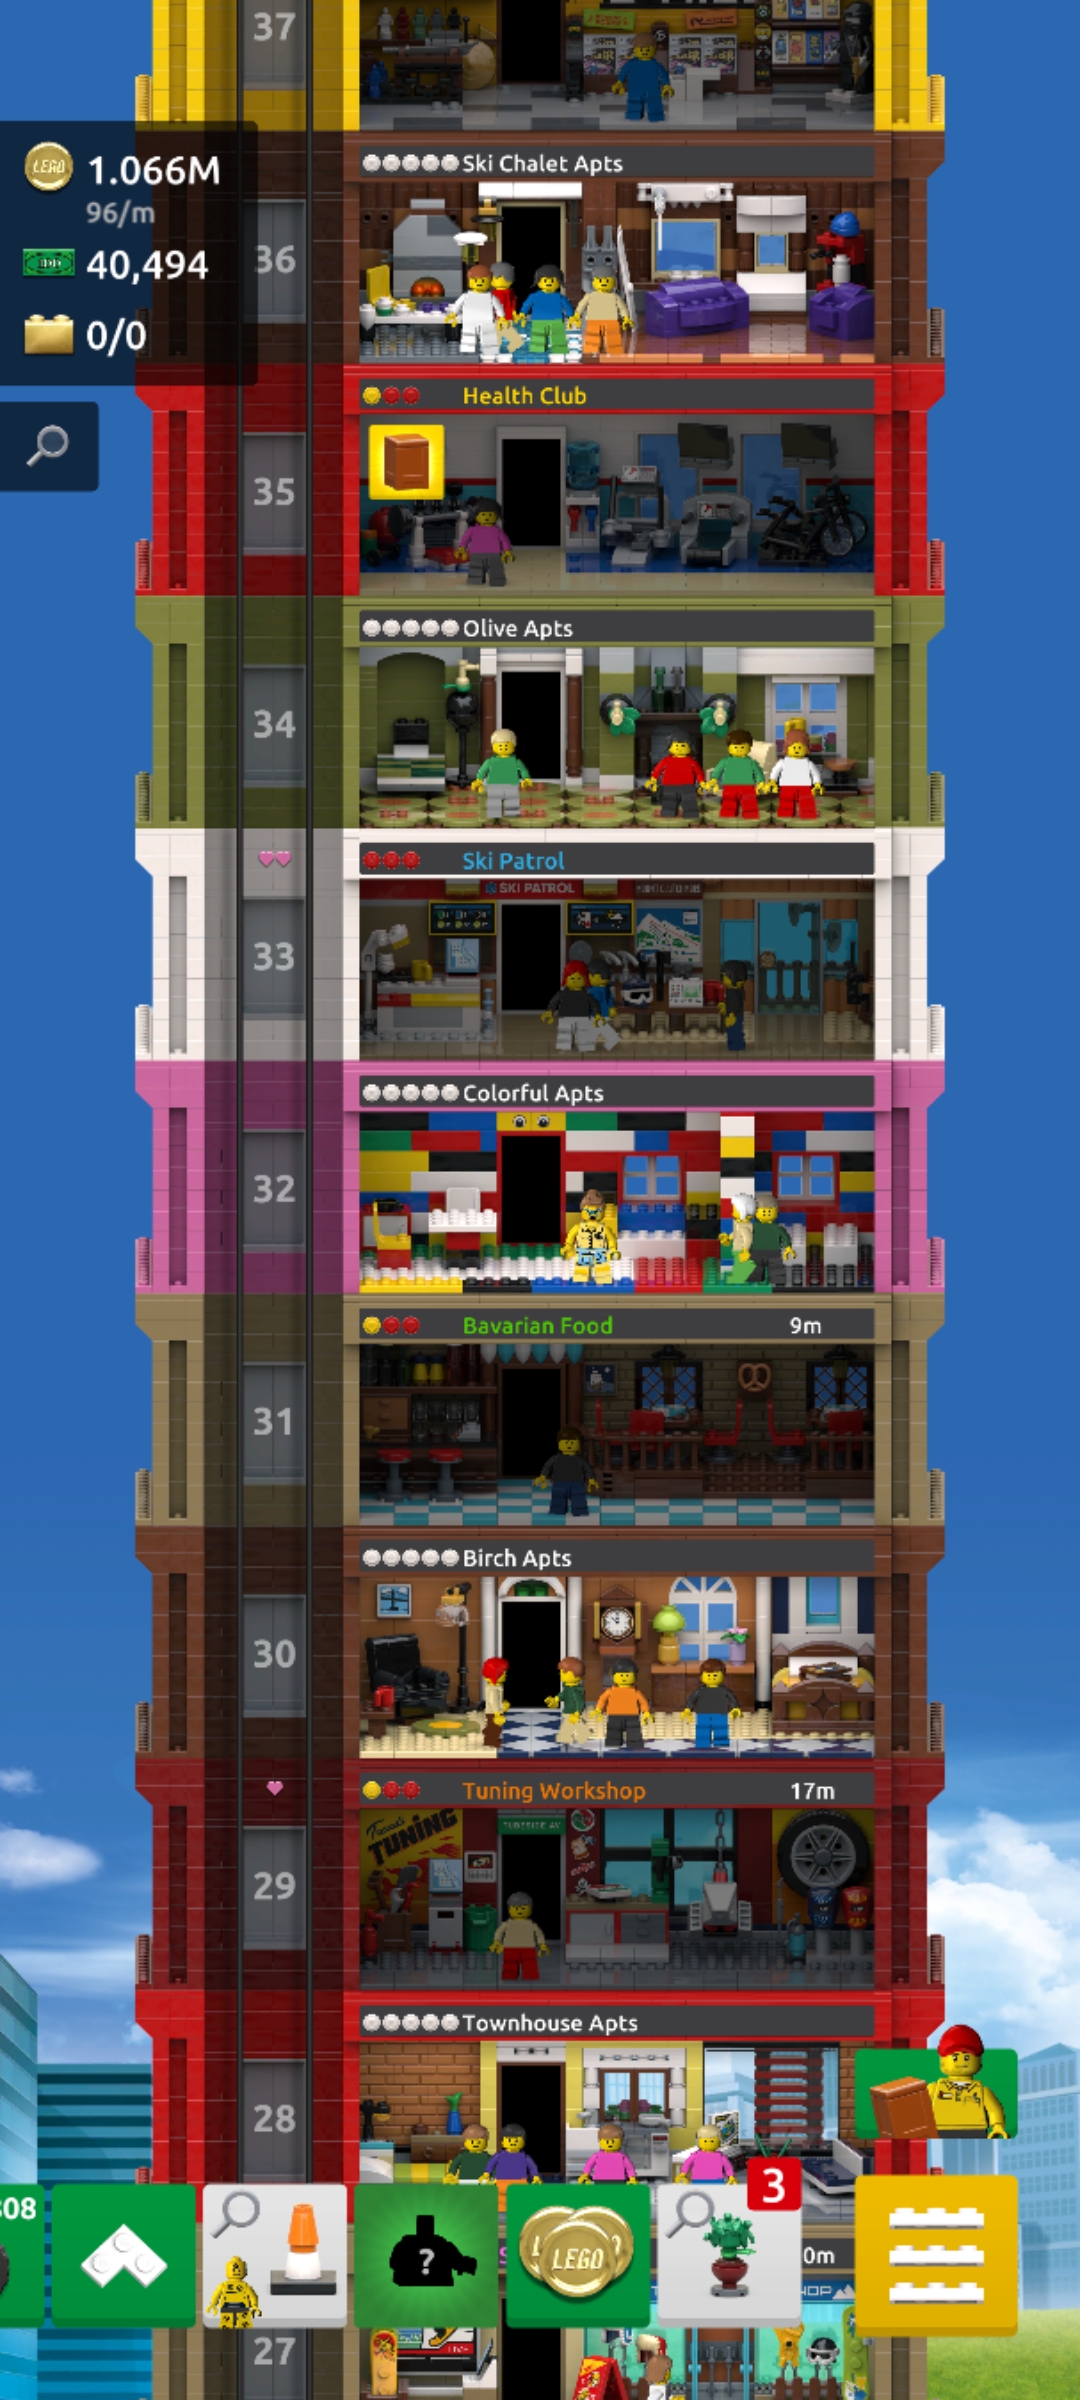 37
LEGO 1.066M
96/m
40,494
0/0
Ski Chalet Apts
36
Health Club
35
Olive Apts
34
Ski Patrol
SKI PATROL
33
Colorful Apts
32
Bavarian Food 9m
31
Birch Apts
30
Tuning Workshop 17m
TUNING
29
Townhouse Apts
28
3
308
?
LEGO
0m
27